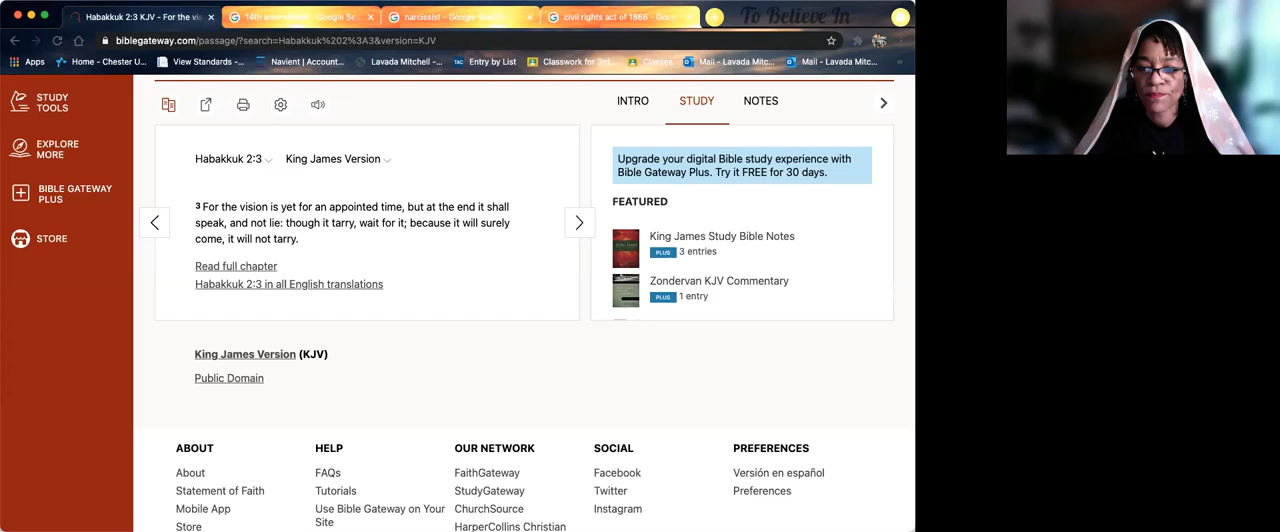 Habakkuk 2:3 KJV - For the vis
14th amendment - Google Se
narcissist - Google Search
civil rights act of 1866 - Goo
To Believe In
biblegateway.com/passage/?search=Habakkuk%202%3A3&version=KJV
Apps
Home - Chester U...
View Standards -...
Navient | Account...
Lavada Mitchell -...
TAC Entry by List
Classwork for 3rd...
Classes
Mail - Lavada Mitc...
Mail - Lavada Mitc...
STUDY
TOOLS
EXPLORE
MORE
BIBLE GATEWAY
PLUS
STORE
INTRO
STUDY
NOTES
Habakkuk 2:3
King James Version
3 For the vision is yet for an appointed time, but at the end it shall
speak, and not lie: though it tarry, wait for it; because it will surely
come, it will not tarry.
Read full chapter
Habakkuk 2:3 in all English translations
Upgrade your digital Bible study experience with
Bible Gateway Plus. Try it FREE for 30 days.
FEATURED
King James Study Bible Notes
PLUS 3 entries
Zondervan KJV Commentary
PLUS 1 entry
King James Version (KJV)
Public Domain
ABOUT
About
Statement of Faith
Mobile App
Store
HELP
FAQs
Tutorials
Use Bible Gateway on Your
Site
OUR NETWORK
FaithGateway
StudyGateway
ChurchSource
HarperCollins Christian
SOCIAL
Facebook
Twitter
Instagram
PREFERENCES
Versión en español
Preferences